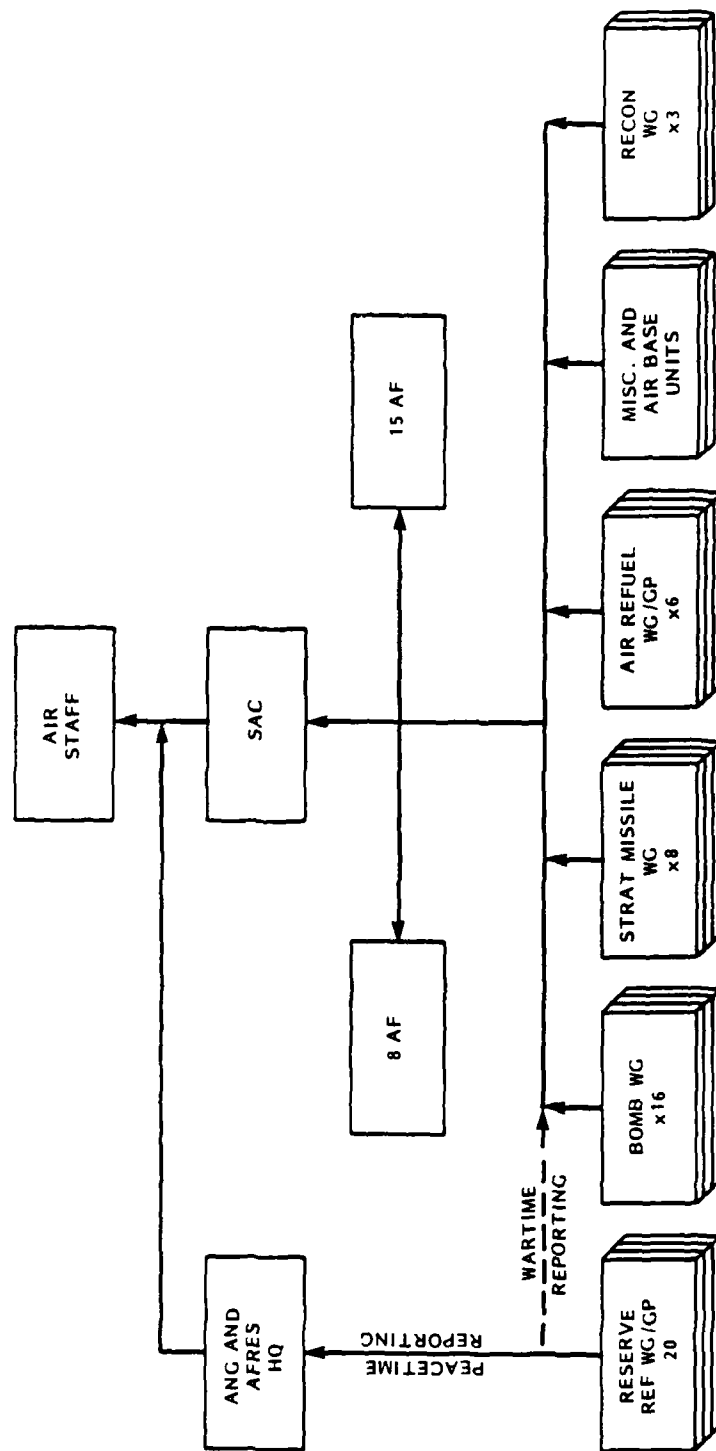 AIR
STAFF
SAC
ANG AND
AFRES
HQ
8 AF
15 AF
PEACETIME
REPORTING
WARTIME
REPORTING
RESERVE
REF WG/GP
20
BOMB WG
x16
STRAT MISSILE
WG
x8
AIR REFUEL
WG/GP
x6
MISC. AND
AIR BASE
UNITS
RECON
WG
x3